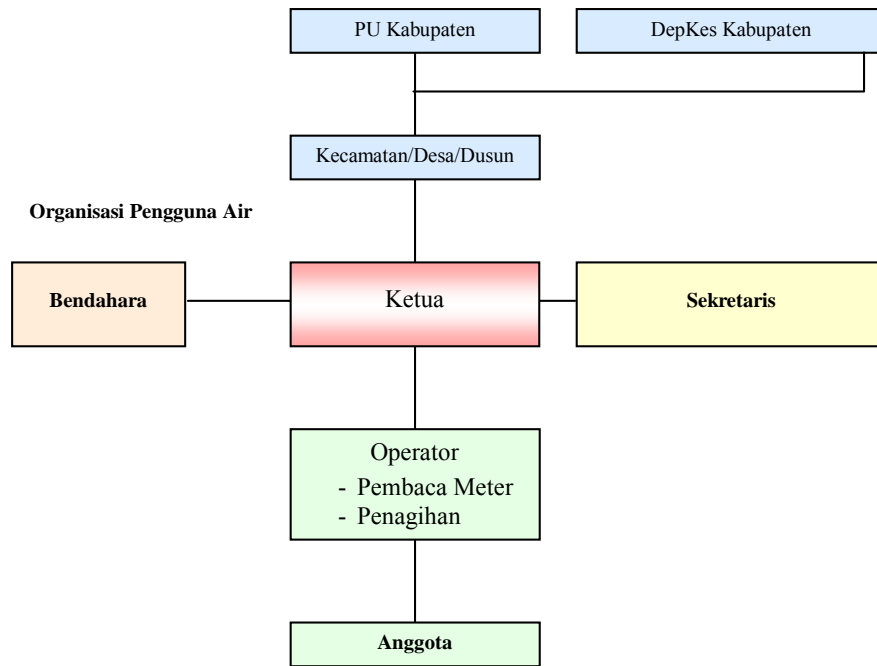 PU Kabupaten
DepKes Kabupaten
Kecamatan/Desa/Dusun
Organisasi Pengguna Air
Bendahara
Ketua
Sekretaris
Operator
- Pembaca Meter
- Penagihan
Anggota